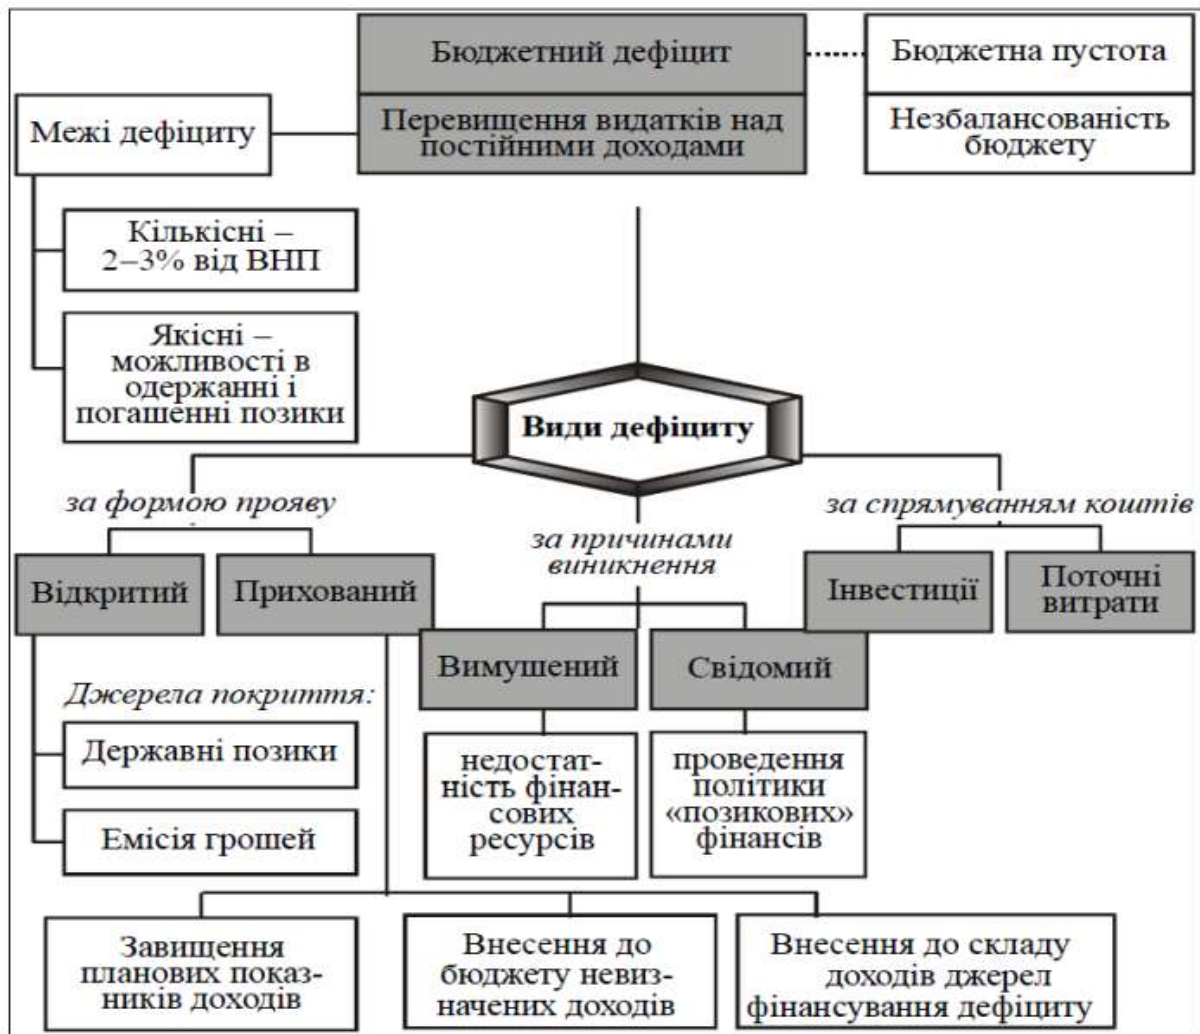 Бюджетний дефіцит
Бюджетна пустота
Перевищення видатків над
постійними доходами
Незбалансованість
бюджету
Межі дефіциту
Кількісні –
2–3% від ВНП
Якісні –
можливості в
одержанні і
погашенні позики
Види дефіциту
за формою прояву
за причинами
виникнення
за спрямуванням коштів
Відкритий
Прихований
Інвестиції
Поточні
витрати
Вимушений
Свідомий
Джерела покриття:
Державні позики
Емісія грошей
недостат-
ність фінан-
сових
ресурсів
проведення
політики
«позикових»
фінансів
Завищення
планових показ-
ників доходів
Внесення до
бюджету невиз-
начених доходів
Внесення до складу
доходів джерел
фінансування дефіциту